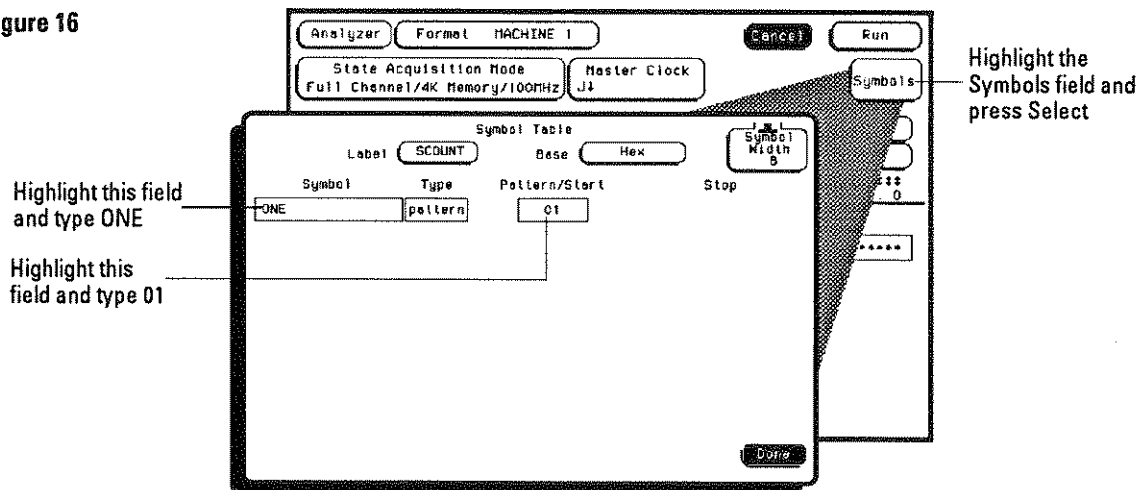 gure 16
Analyzer Format MACHINE 1 Cancel Run
State Acquisition Mode
Full Channel/4K Memory/100MHz
Master Clock
J↓
Symbols
Highlight the
Symbols field and
press Select
Symbol Table
Label SCOUNT Base Hex
Symbol
Width
8
Symbol Type Pattern/Start Stop
ONE pattern 01
Highlight this field
and type ONE
Highlight this
field and type 01
‡‡
0
*****
Done